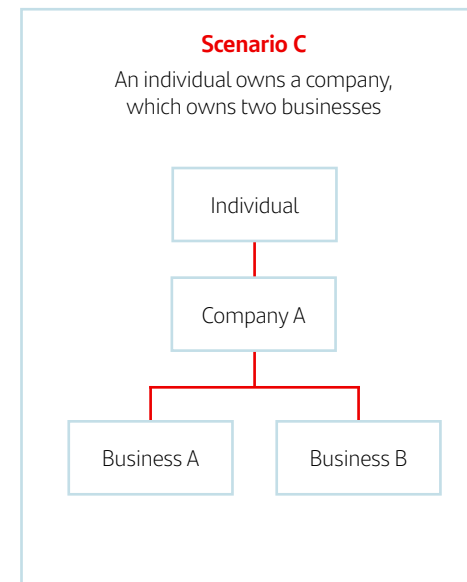 Scenario C
An individual owns a company,
which owns two businesses
Individual
Company A
Business A
Business B